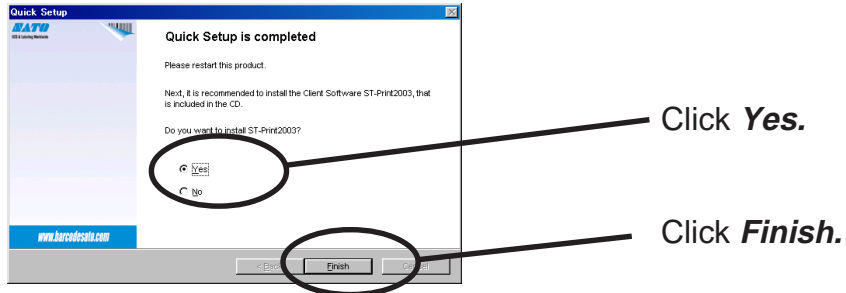 Quick Setup
SATO
Quick Setup is completed
Please restart this product.
Next, it is recommended to install the Client Software ST-Print2003, that
is included in the CD.
Do you want to install ST-Print2003?
Yes
No
Click Yes.
www.barcodesato.com
Click Finish.
Finish